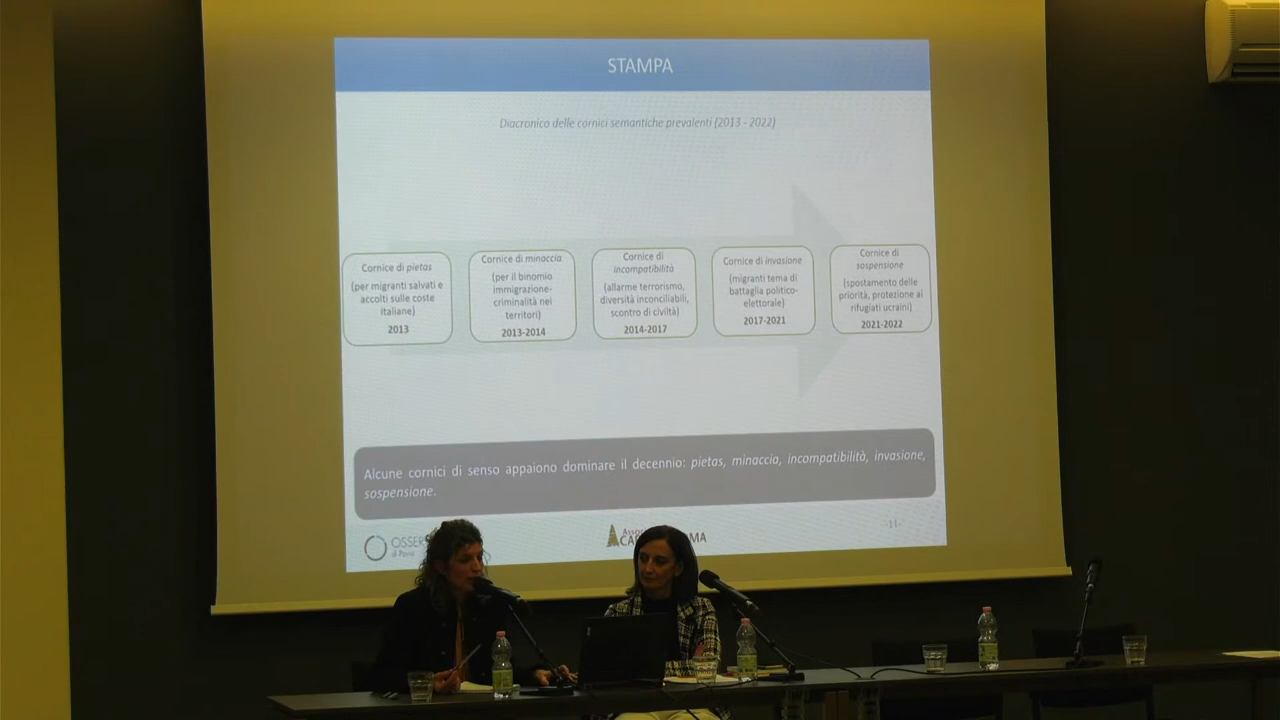 STAMPA
Diacronico delle cornici semantiche prevalenti (2013 - 2022)
Cornice di pietas
(per migranti salvati e
accolti sulle coste
italiane)
2013
Cornice di minaccia
(per il binomio
immigrazione-
criminalità nei
territori)
2013-2014
Cornice di
incompatibilità
(allarme terrorismo,
diversità inconciliabili,
scontro di civiltà)
2014-2017
Cornice di invasione
(migranti tema di
battaglia politico-
elettorale)
2017-2021
Cornice di
sospensione
(spostamento delle
priorità, protezione ai
rifugiati ucraini)
2021-2022
Alcune cornici di senso appaiono dominare il decennio: pietas, minaccia, incompatibilità, invasione,
sospensione.
di Pavia
11